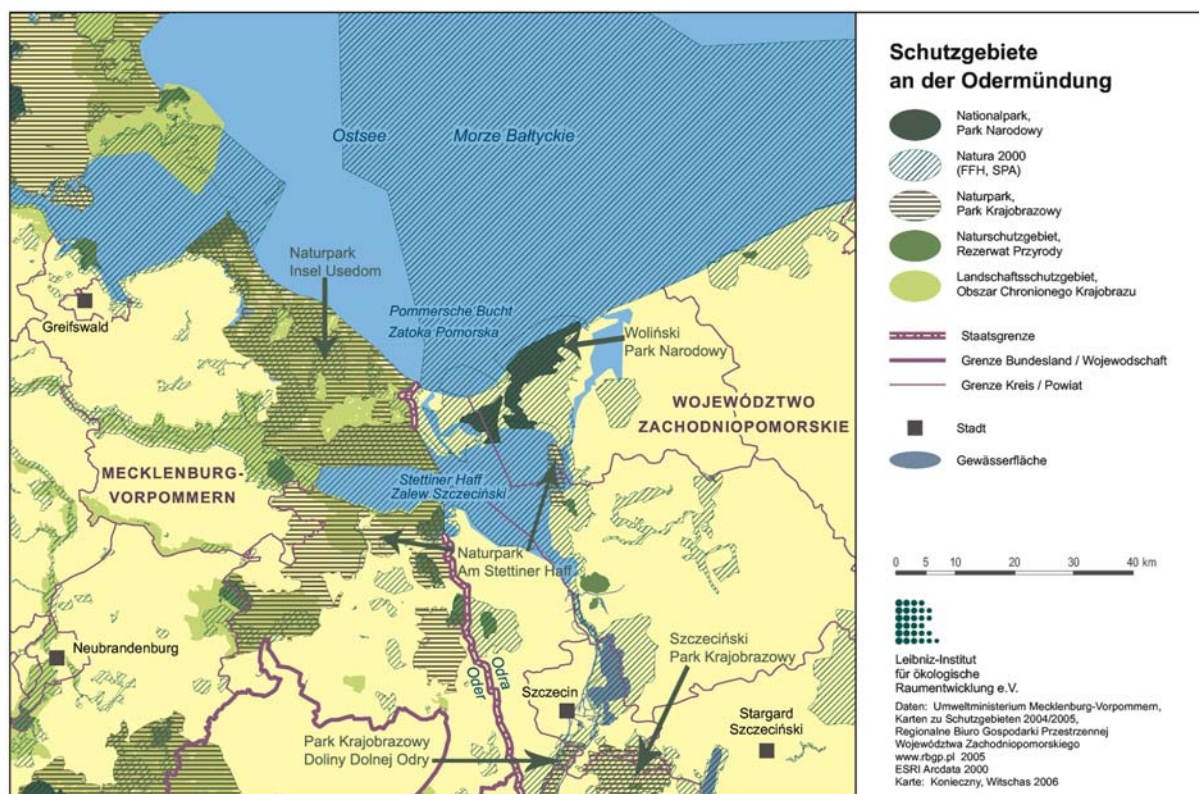 Ostsee
Morze Bałtyckie
Naturpark
Insel Usedom
Greifswald
Pommersche Bucht
Zatoka Pomorska
Woliński
Park Narodowy
WOJEWÓDZTWO
ZACHODNIOPOMORSKIE
MECKLENBURG-
VORPOMMERN
Stettiner Haff
Zalew Szczeciński
Naturpark
Am Stettiner Haff
Neubrandenburg
Odra
Oder
Szczeciński
Park Krajobrazowy
Szczecin
Stargard
Szczeciński
Park Krajobrazowy
Doliny Dolnej Odry
Schutzgebiete
an der Odermündung
Nationalpark,
Park Narodowy
Natura 2000
(FFH, SPA)
Naturpark,
Park Krajobrazowy
Naturschutzgebiet,
Rezerwat Przyrody
Landschaftsschutzgebiet,
Obszar Chronionego Krajobrazu
Staatsgrenze
Grenze Bundesland / Wojewodschaft
Grenze Kreis / Powiat
Stadt
Gewässerfläche
0 10 20 30 40 km
Leibniz-Institut
für ökologische
Raumentwicklung e.V.
Daten: Umweltministerium Mecklenburg-Vorpommern,
Karten zu Schutzgebieten 2004/2005,
Regionalne Biuro Gospodarki Przestrzennej
Województwa Zachodniopomorskiego
www.rbgp.pl 2005
ESRI Arcdata 2000
Karte: Konieczny, Witschas 2006